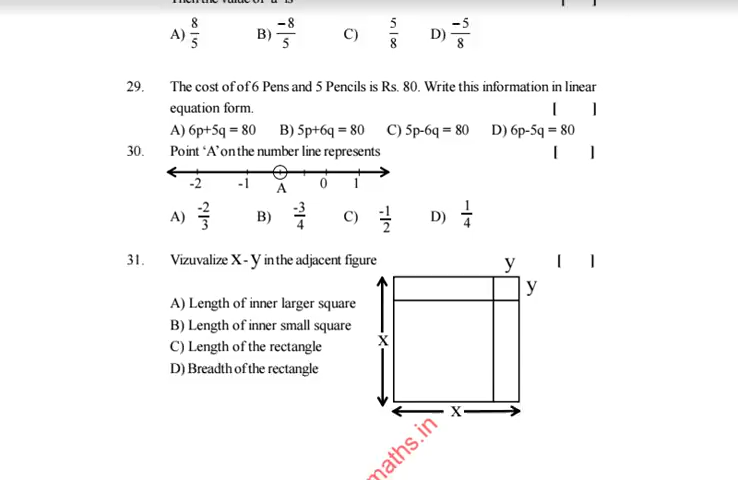 A) 8/5 B) -8/5 C) 5/8 D) -5/8
29. The cost of of 6 Pens and 5 Pencils is Rs. 80. Write this information in linear
equation form. [ ]
A) 6p+5q = 80 B) 5p+6q = 80 C) 5p-6q = 80 D) 6p-5q = 80
30. Point ‘A’ on the number line represents [ ]
-2 -1 A 0 1
A) -2/3 B) -3/4 C) -1/2 D) 1/4
31. Vizuvalize X - y in the adjacent figure [ ]
y
y
A) Length of inner larger square
B) Length of inner small square
C) Length of the rectangle
X
D) Breadth of the rectangle
X
maths.in